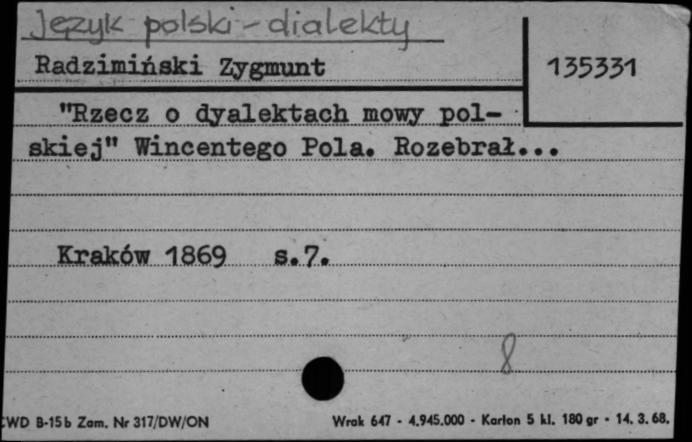 Język polski - dialekty
Radzimiński Zygmunt 135331
"Rzecz o dyalektach mowy pol-
skiej" Wincentego Pola. Rozebrał...
Kraków 1869 s.7.
8
CWD B-15b Zam. Nr 317/DW/ON Wrak 647 - 4.945.000 - Karton 5 kl. 180 gr - 14. 3. 68.